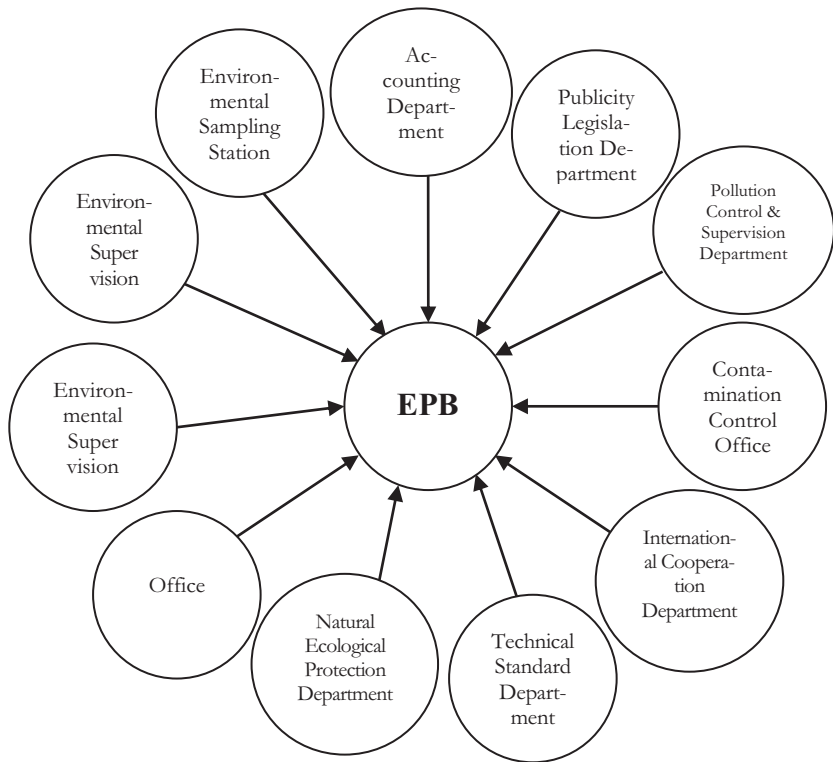 Ac-
counting
Depart-
ment
Environ-
mental
Sampling
Station
Publicity
Legisla-
tion De-
partment
Pollution
Control &
Supervision
Department
Environ-
mental
Super
vision
Conta-
mination
Control
Office
EPB
Environ-
mental
Super
vision
Internation-
al Coopera-
tion
Department
Office
Natural
Ecological
Protection
Department
Technical
Standard
Depart-
ment